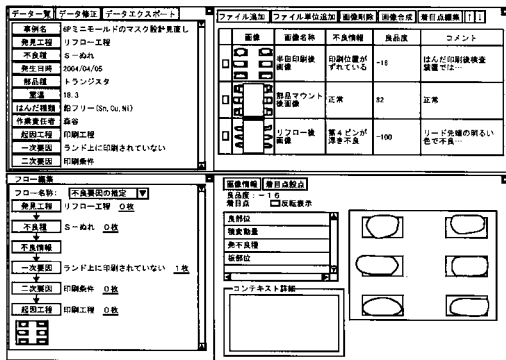 データ一覧 データ修正 データエクスポート
事例名 6Pミニモールドのマスク設計見直し
発見工程 リフロー工程
不良種 S-ぬれ
発生日時 2004/04/05
部品種 トランジスタ
室温 18.3
はんだ種類 鉛フリー(Sn,Cu,Ni)
作業責任者 森谷
起因工程 印刷工程
一次要因 ランド上に印刷されていない
二次要因 印刷条件
ファイル追加 ファイル単位追加 画像削除 画像合成 着目点編集 ↑ ↓
画像 名称 不良情報 良品度 コメント
半田印刷後画像 印刷位置がずれている -16 はんだ印刷後検査装置では…
部品マウント後画像 正常 82 正常
リフロー後画像 第4ピンが浮き不良 -100 リード先端の明るい色で不良…
フロー編集
フロー名称: 不良要因の推定 ▼
発見工程 リフロー工程 0枚
不良種 S-ぬれ 0枚
不良情報
一次要因 ランド上に印刷されていない 1枚
二次要因 印刷条件 0枚
起因工程 印刷工程 0枚
画像情報 着目点設点
良品度:-16
着目点 反転表示
良部位
発不良種
板部位
コンテキスト詳細